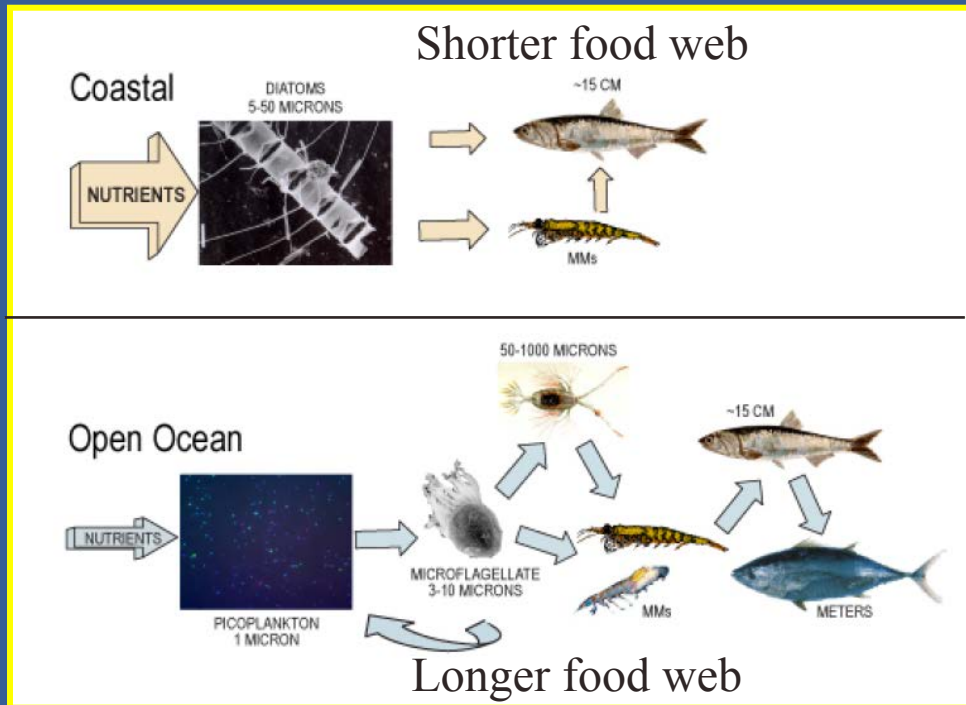 Shorter food web
Coastal
DIATOMS
5-50 MICRONS
~15 CM
NUTRIENTS
MMs
50-1000 MICRONS
~15 CM
Open Ocean
NUTRIENTS
MICROFLAGELLATE
3-10 MICRONS
MMs
METERS
PICOPLANKTON
1 MICRON
Longer food web